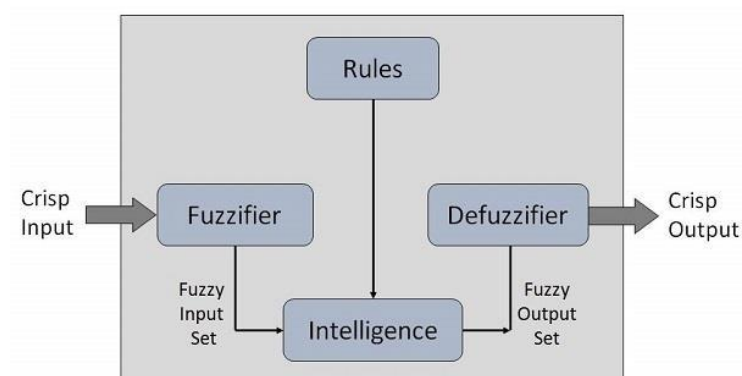 Rules
Crisp
Input
Fuzzifier
Defuzzifier
Crisp
Output
Fuzzy
Input
Set
Intelligence
Fuzzy
Output
Set